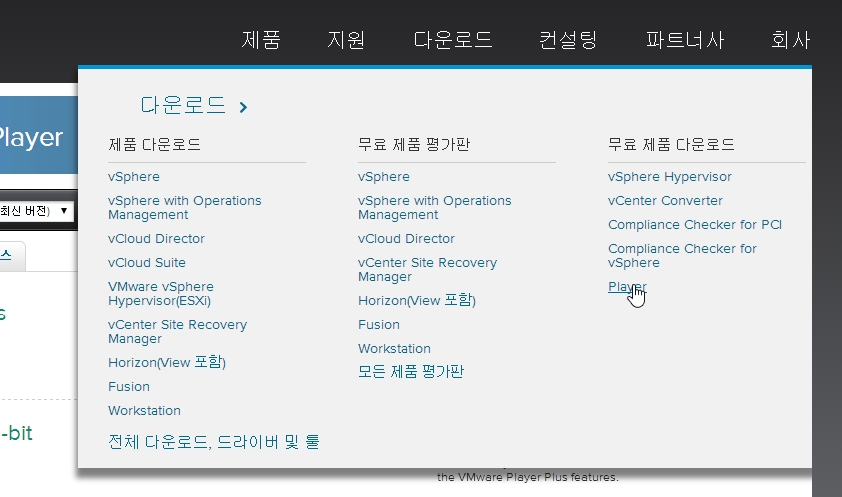 제품 지원 다운로드 컨설팅 파트너사 회사
다운로드 >
Player
제품 다운로드
vSphere
vSphere with Operations
Management
vCloud Director
vCloud Suite
VMware vSphere
Hypervisor(ESXi)
vCenter Site Recovery
Manager
Horizon(View 포함)
Fusion
Workstation
전체 다운로드, 드라이버 및 툴
무료 제품 평가판
vSphere
vSphere with Operations
Management
vCloud Director
vCenter Site Recovery
Manager
Horizon(View 포함)
Fusion
Workstation
모든 제품 평가판
무료 제품 다운로드
vSphere Hypervisor
vCenter Converter
Compliance Checker for PCI
Compliance Checker for
vSphere
Player
최신 버전) ▼
스
s
-bit
the VMware Player Plus features.